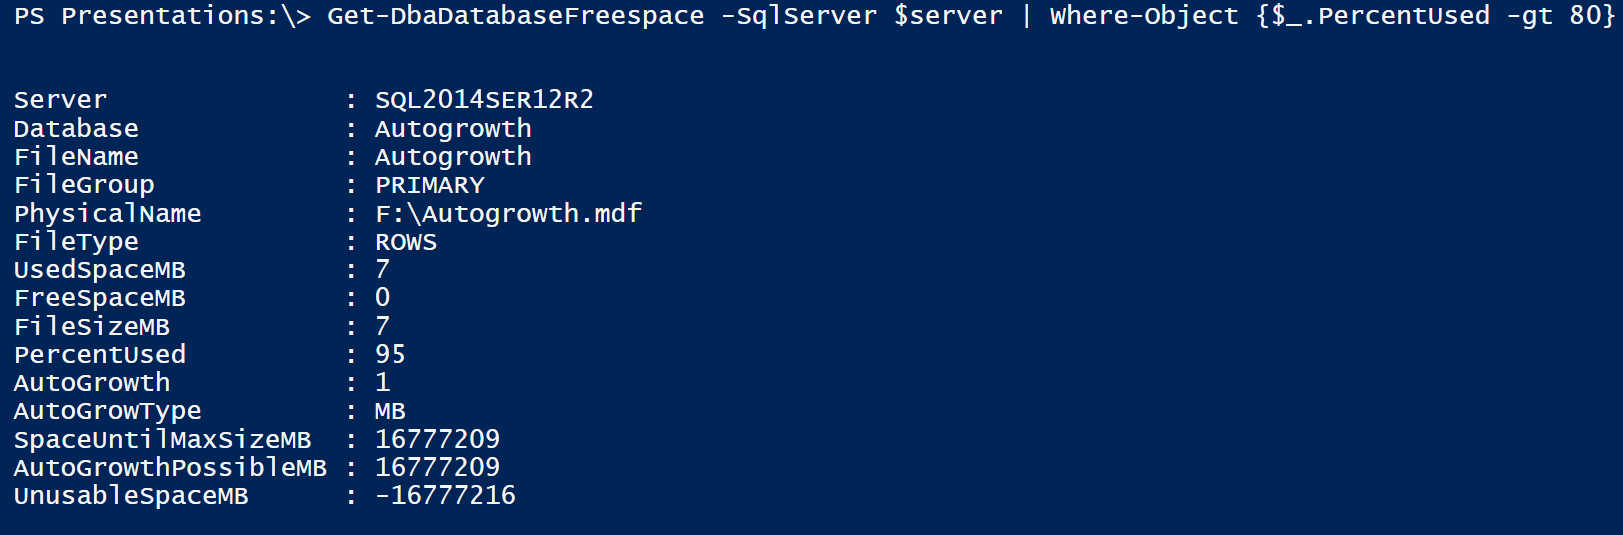 PS Presentations:\> Get-DbaDatabaseFreespace -SqlServer $server | Where-Object {$_.PercentUsed -gt 80}
Server : SQL2014SER12R2
Database : Autogrowth
FileName : Autogrowth
FileGroup : PRIMARY
PhysicalName : F:\Autogrowth.mdf
FileType : ROWS
UsedSpaceMB : 7
FreeSpaceMB : 0
FileSizeMB : 7
PercentUsed : 95
AutoGrowth : 1
AutoGrowType : MB
SpaceUntilMaxSizeMB : 16777209
AutoGrowthPossibleMB : 16777209
UnusableSpaceMB : -16777216